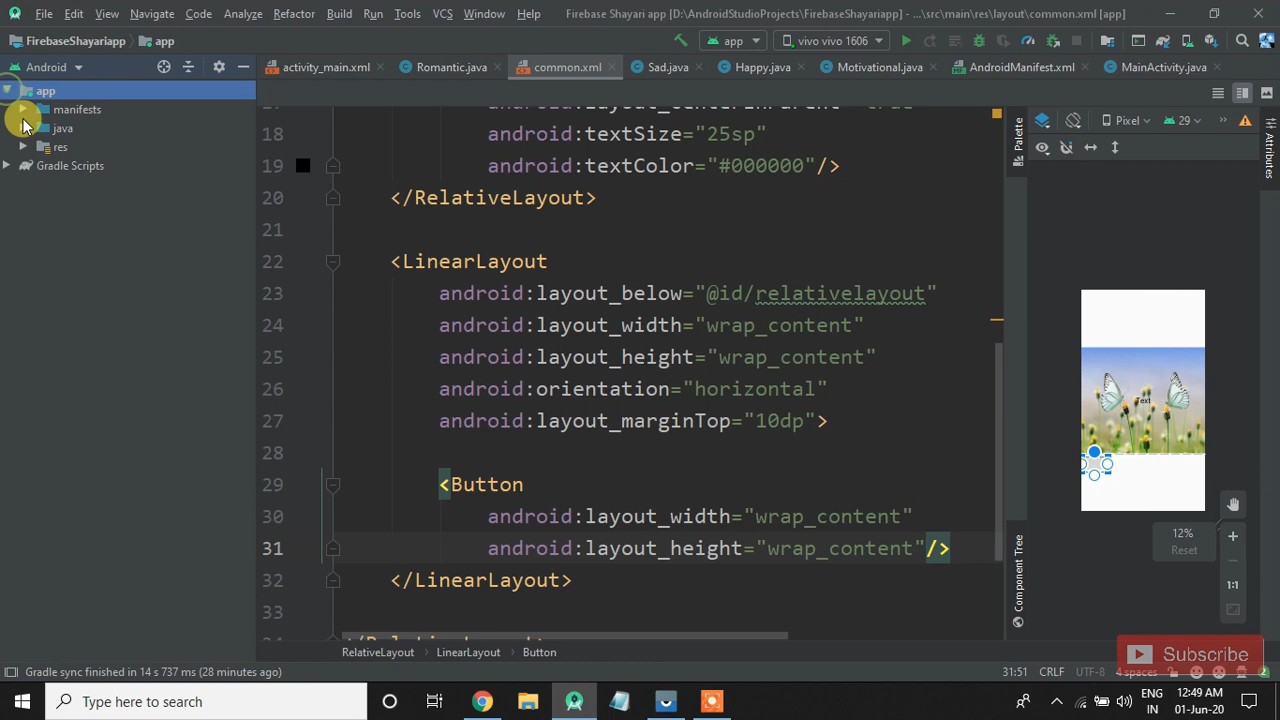 File Edit View Navigate Code Analyze Refactor Build Run Tools VCS Window Help Firebase Shayari app [D:\AndroidStudioProjects\FirebaseShayariapp] - ...\src\main\res\layout\common.xml [app]
FirebaseShayariapp app app vivo vivo 1606
Android activity_main.xml Romantic.java common.xml Sad.java Happy.java Motivational.java AndroidManifest.xml MainActivity.java
app
manifests
java
res
Gradle Scripts
18 android:textSize="25sp"
19 android:textColor="#000000"/>
20 </RelativeLayout>
21
22 <LinearLayout
23 android:layout_below="@id/relativelayout"
24 android:layout_width="wrap_content"
25 android:layout_height="wrap_content"
26 android:orientation="horizontal"
27 android:layout_marginTop="10dp">
28
29 <Button
30 android:layout_width="wrap_content"
31 android:layout_height="wrap_content"/>
32 </LinearLayout>
33
Palette
Pixel 29
Attributes
Text
12%
Reset
1:1
Component Tree
RelativeLayout LinearLayout Button
Subscribe
Gradle sync finished in 14 s 737 ms (28 minutes ago) 31:51 CRLF UTF-8 4 spaces
Type here to search
ENG
IN
12:49 AM
01-Jun-20